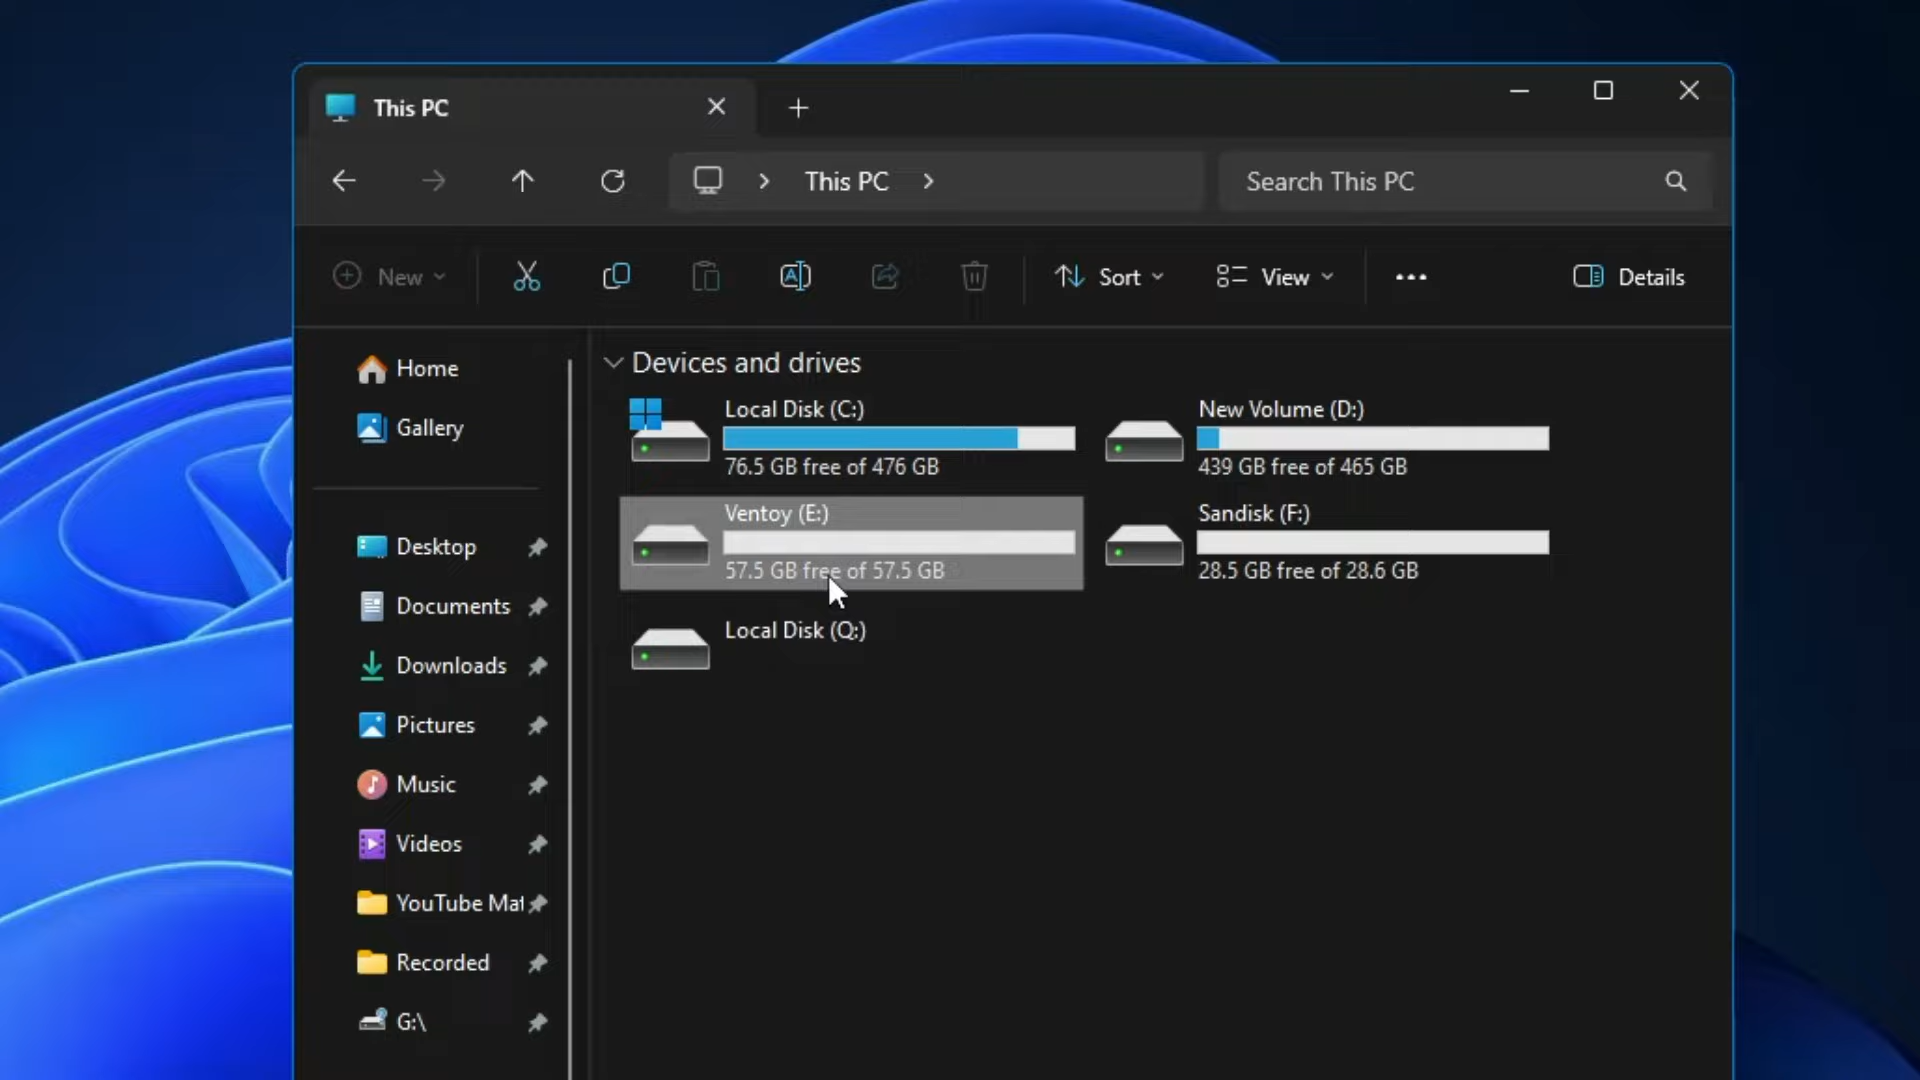 This PC
This PC
Search This PC
New
Sort
View
Details
Home
Gallery
Desktop
Documents
Downloads
Pictures
Music
Videos
YouTube Mat
Recorded
G:\
Devices and drives
Local Disk (C:)
76.5 GB free of 476 GB
New Volume (D:)
439 GB free of 465 GB
Ventoy (E:)
57.5 GB free of 57.5 GB
Sandisk (F:)
28.5 GB free of 28.6 GB
Local Disk (Q:)